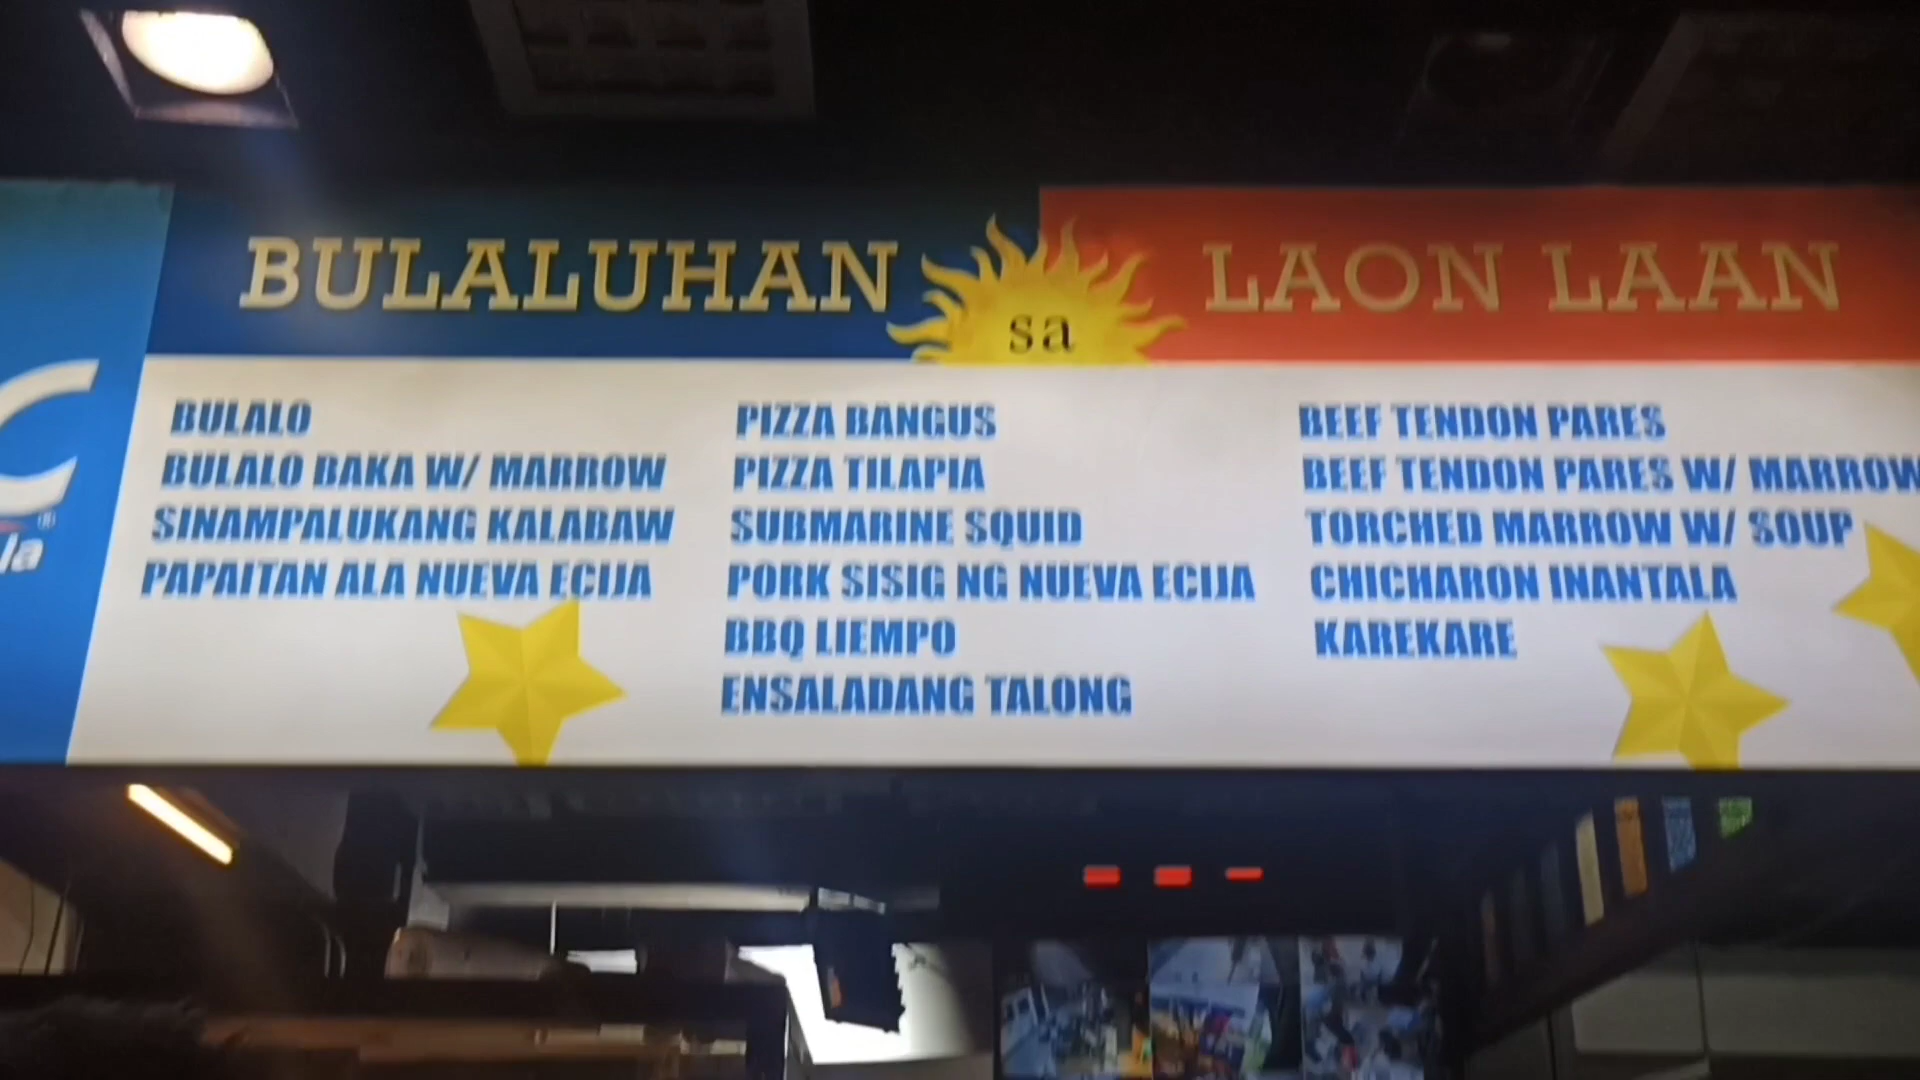 BULALUHAN sa LAON LAAN
BULALO
BULALO BAKA W/ MARROW
SINAMPALUKANG KALABAW
PAPAITAN ALA NUEVA ECIJA
PIZZA BANGUS
PIZZA TILAPIA
SUBMARINE SQUID
PORK SISIG NG NUEVA ECIJA
BBQ LIEMPO
ENSALADANG TALONG
BEEF TENDON PARES
BEEF TENDON PARES W/ MARROW
TORCHED MARROW W/ SOUP
CHICHARON INANTALA
KAREKARE
C
la